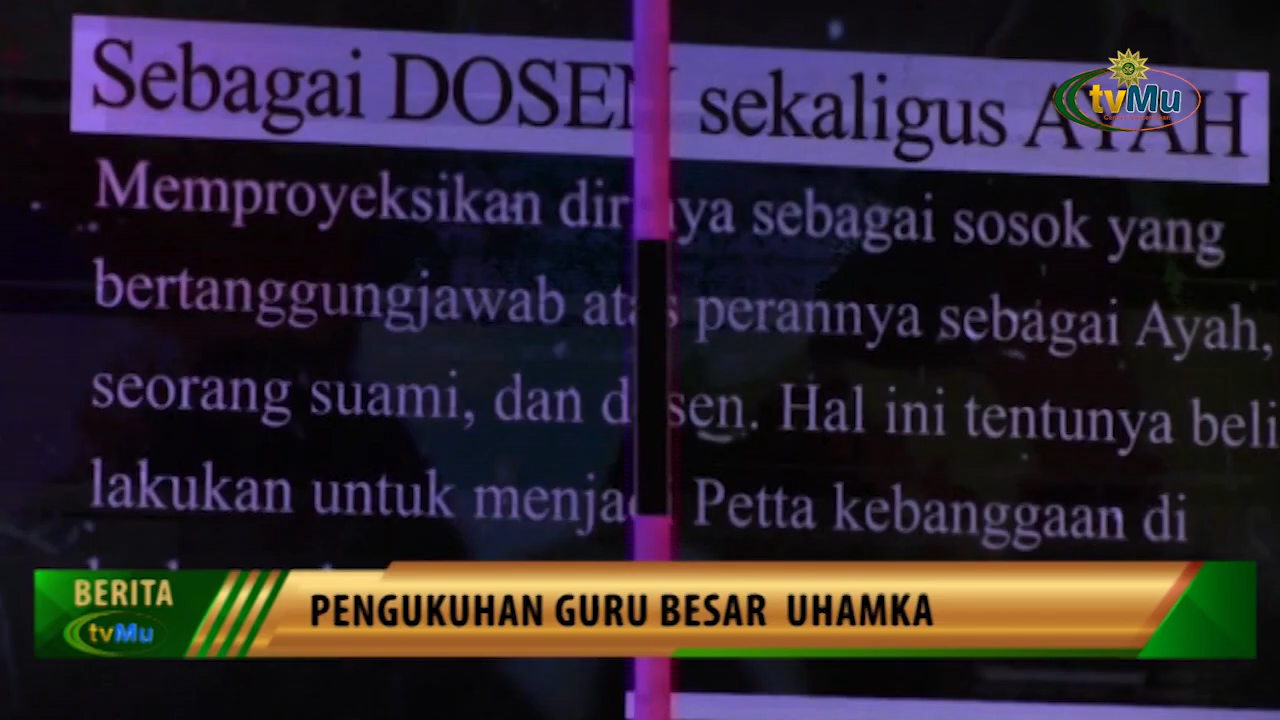 Sebagai DOSEN sekaligus AYAH
tvMu
Memproyeksikan dirinya sebagai sosok yang
bertanggungjawab atas perannya sebagai Ayah,
seorang suami, dan dosen. Hal ini tentunya beli
lakukan untuk menjadi Petta kebanggaan di
BERITA
tvMu
PENGUKUHAN GURU BESAR UHAMKA